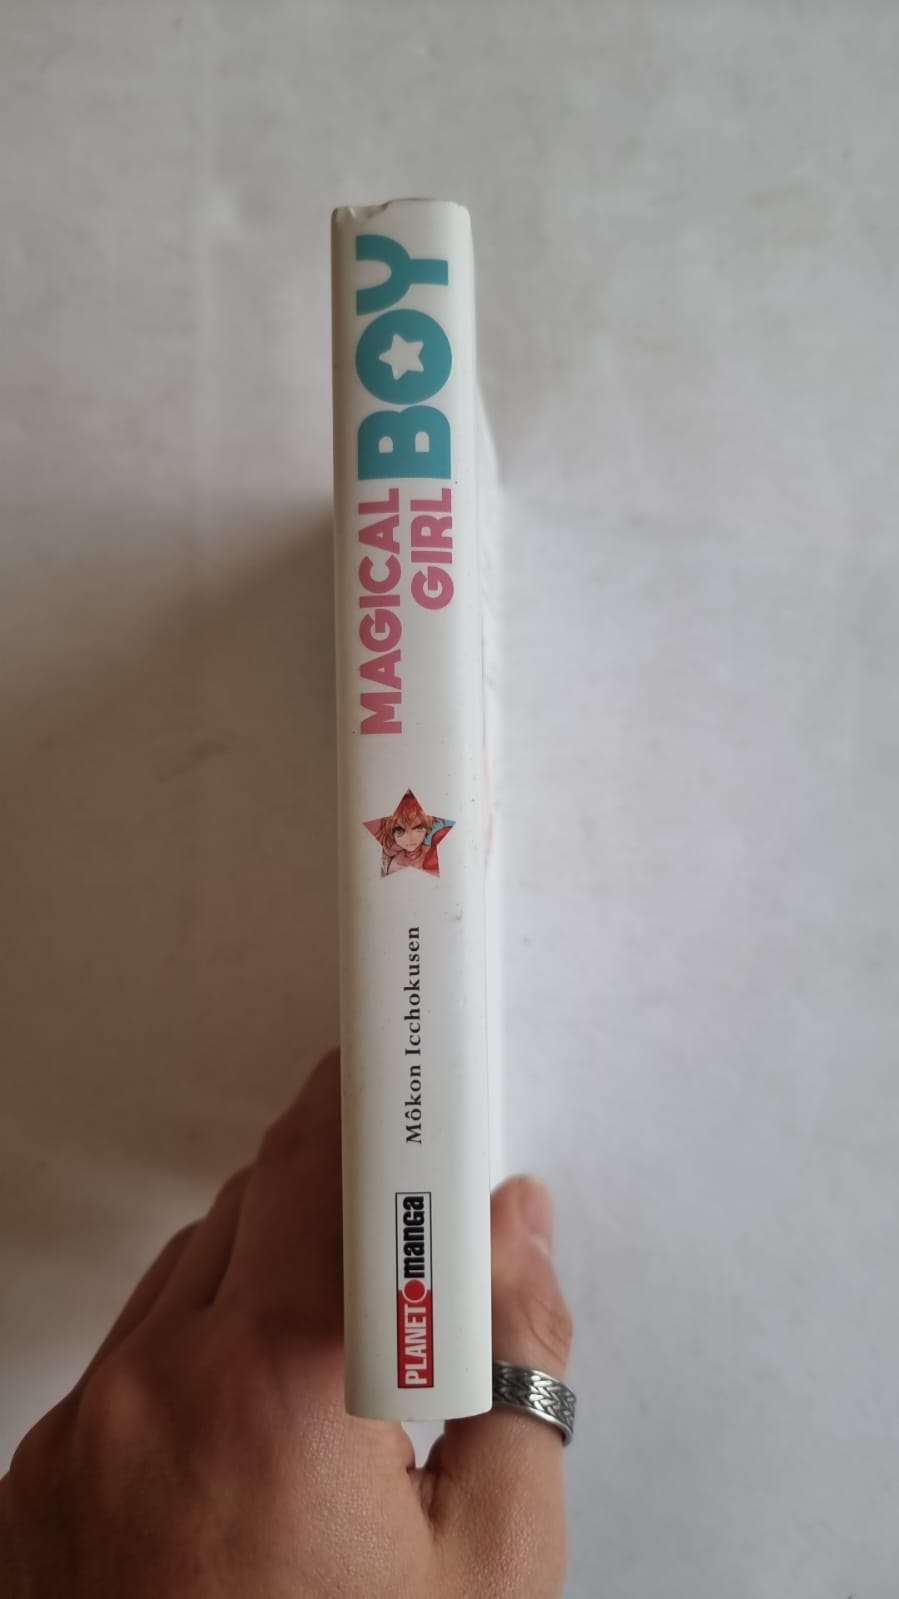 MAGICAL
GIRL
BOY
Môkon Icchokusen
PLANET manga